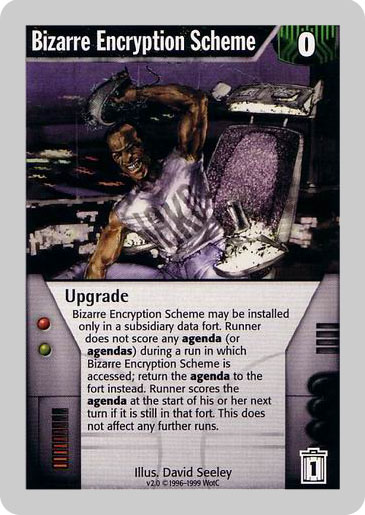 Bizarre Encryption Scheme
0
Upgrade
Bizarre Encryption Scheme may be installed
only in a subsidiary data fort. Runner
does not score any agenda (or
agendas) during a run in which
Bizarre Encryption Scheme is
accessed; return the agenda to the
fort instead. Runner scores the
agenda at the start of his or her next
turn if it is still in that fort. This does
not affect any further runs.
1
Illus. David Seeley
v2.0 ©1996-1999 WotC